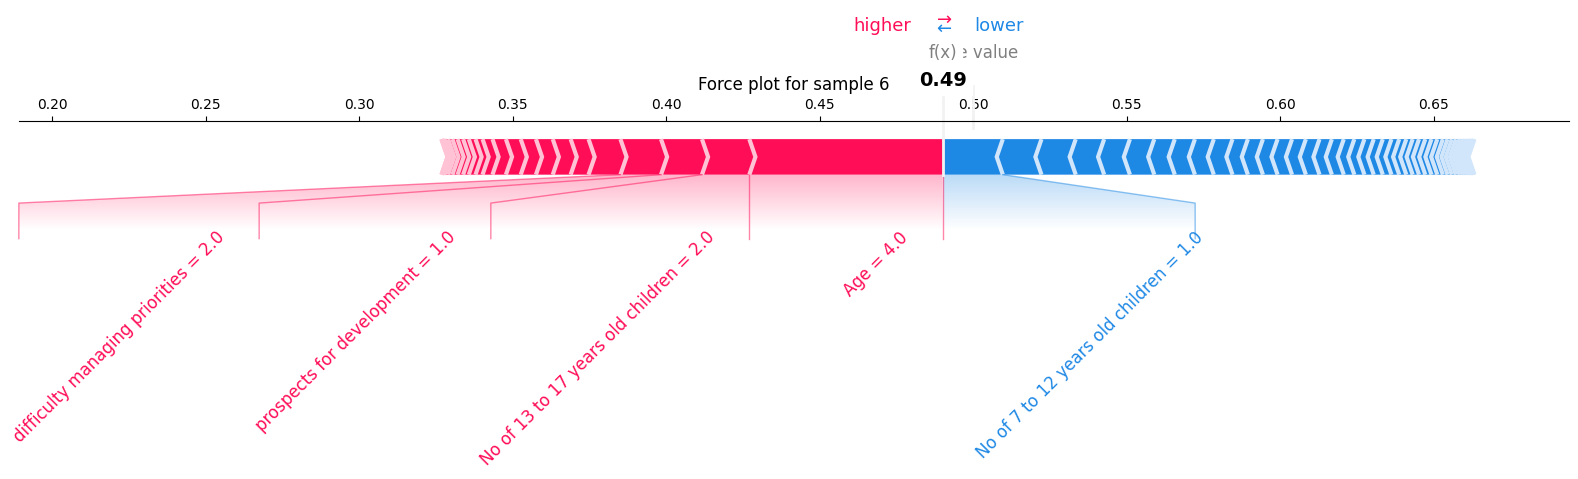 higher ⇄ lower
f(x) e value
Force plot for sample 6 0.49
0.20 0.25 0.30 0.35 0.40 0.45 0.50 0.55 0.60 0.65
difficulty managing priorities = 2.0
prospects for development = 1.0
No of 13 to 17 years old children = 2.0
Age = 4.0
No of 7 to 12 years old children = 1.0